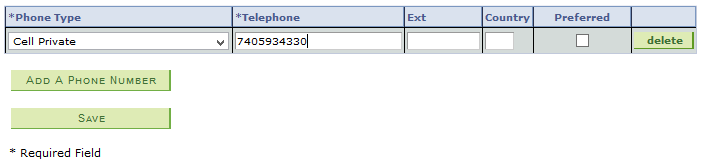 *Phone Type *Telephone Ext Country Preferred
Cell Private 7405934330 delete
Add A Phone Number
Save
* Required Field